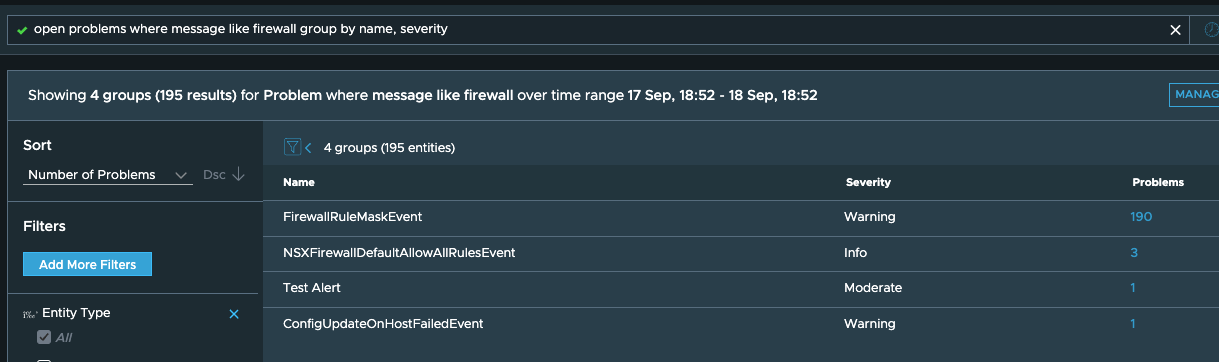 open problems where message like firewall group by name, severity
Showing 4 groups (195 results) for Problem where message like firewall over time range 17 Sep, 18:52 - 18 Sep, 18:52
MANAG
Sort
Number of Problems Dsc
Filters
Add More Filters
Entity Type
All
4 groups (195 entities)
Name Severity Problems
FirewallRuleMaskEvent Warning 190
NSXFirewallDefaultAllowAllRulesEvent Info 3
Test Alert Moderate 1
ConfigUpdateOnHostFailedEvent Warning 1